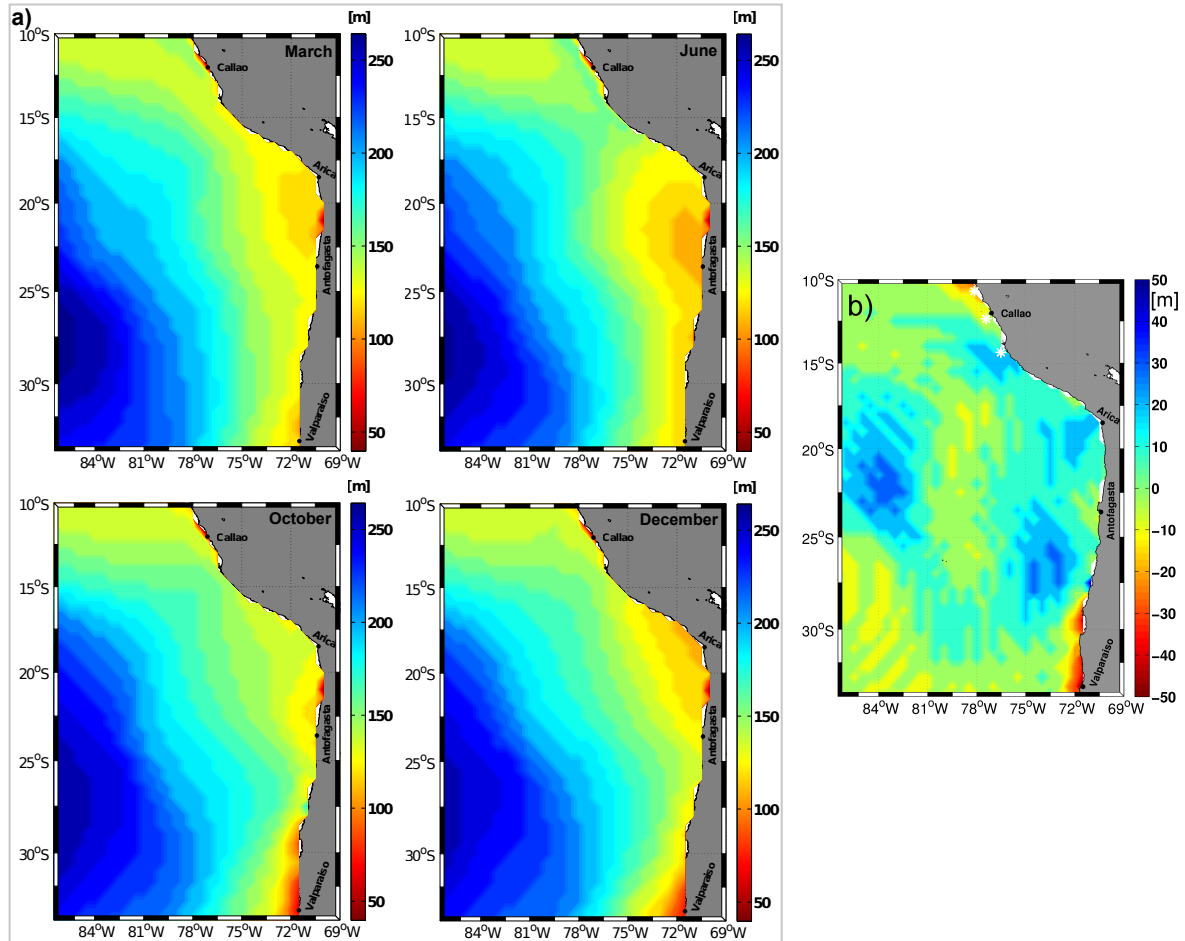 a)
[m]
[m]
10°S
15°S
20°S
25°S
30°S
March
Callao
Arica
Antofagasta
Valparaiso
84°W 81°W 78°W 75°W 72°W 69°W
250
200
150
100
50
10°S
15°S
20°S
25°S
30°S
June
Callao
Arica
Antofagasta
Valparaiso
84°W 81°W 78°W 75°W 72°W 69°W
250
200
150
100
50
[m]
[m]
10°S
15°S
20°S
25°S
30°S
October
Callao
Arica
Antofagasta
Valparaiso
84°W 81°W 78°W 75°W 72°W 69°W
250
200
150
100
50
10°S
15°S
20°S
25°S
30°S
December
Callao
Arica
Antofagasta
Valparaiso
84°W 81°W 78°W 75°W 72°W 69°W
250
200
150
100
50
b)
10°S
15°S
20°S
25°S
30°S
Callao
Arica
Antofagasta
Valparaiso
84°W 81°W 78°W 75°W 72°W 69°W
50
[m]
40
30
20
10
0
−10
−20
−30
−40
−50